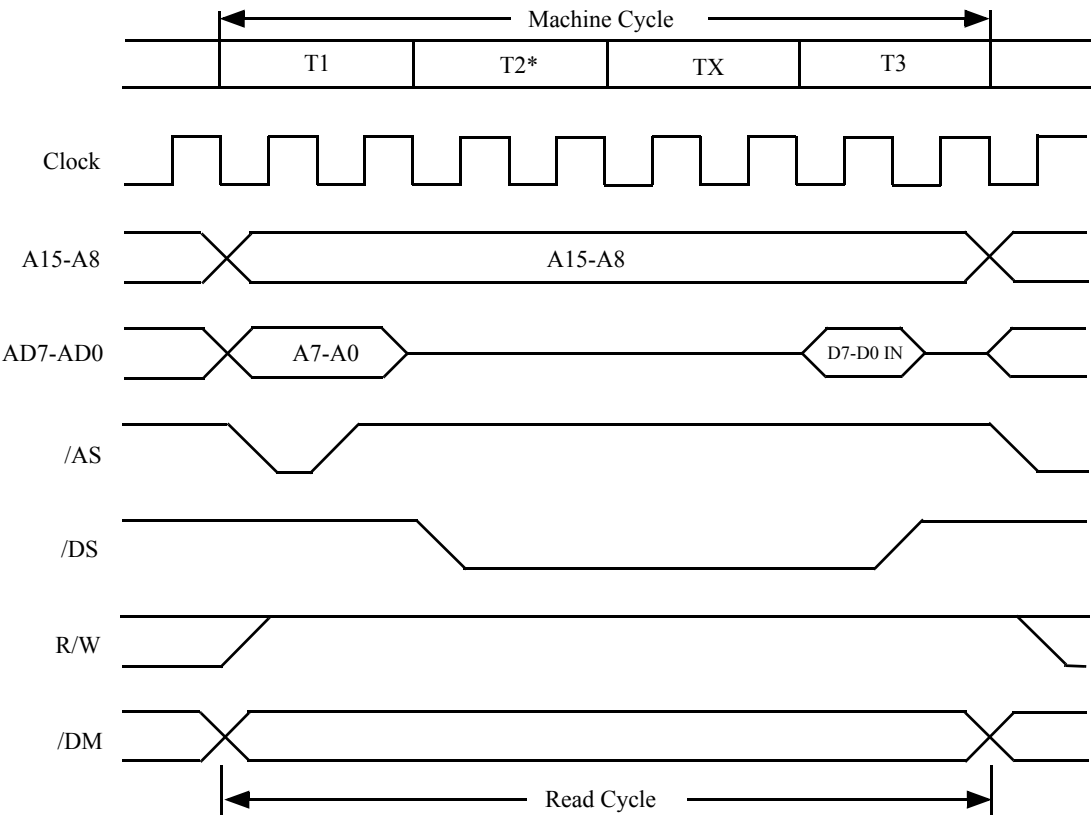 Machine Cycle
T1 T2* TX T3
Clock
A15-A8 A15-A8
AD7-AD0 A7-A0 D7-D0 IN
/AS
/DS
R/W
/DM
Read Cycle